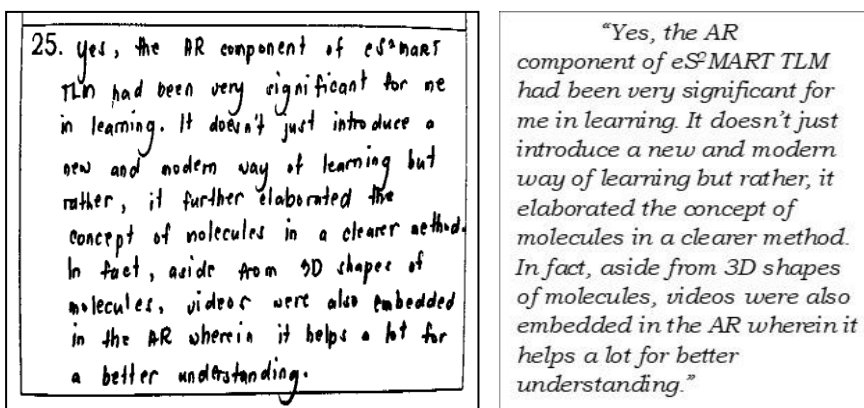 25. yes, the AR component of eS²MART
TLM had been very significant for me
in learning. It doesn't just introduce a
new and modern way of learning but
rather, it further elaborated the
concept of molecules in a clearer method.
In fact, aside from 3D shapes of
molecules, videos were also embedded
in the AR wherein it helps a lot for
a better understanding.
"Yes, the AR
component of eS²MART TLM
had been very significant for
me in learning. It doesn't just
introduce a new and modern
way of learning but rather, it
elaborated the concept of
molecules in a clearer method.
In fact, aside from 3D shapes
of molecules, videos were also
embedded in the AR wherein it
helps a lot for better
understanding."